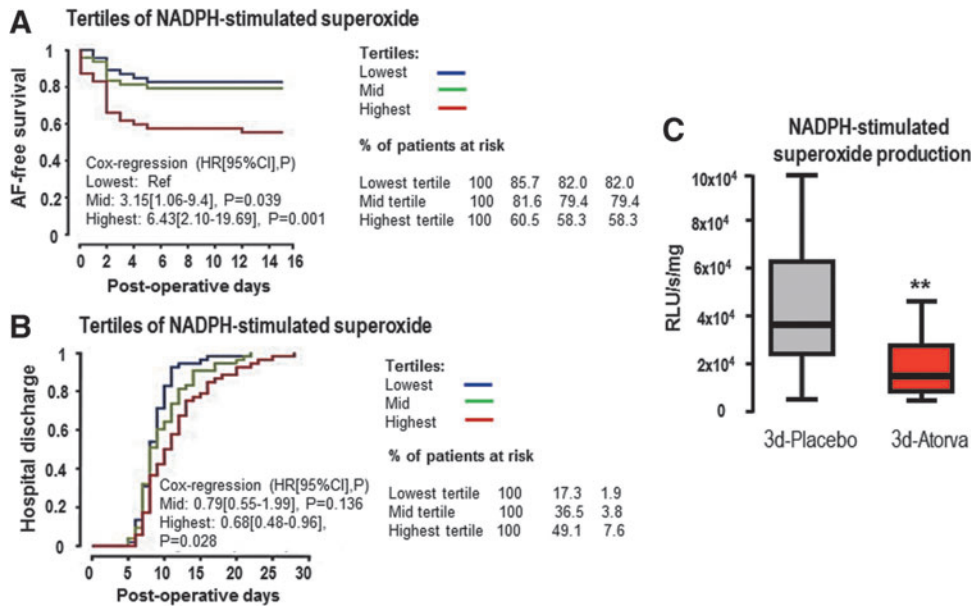 A
Tertiles of NADPH-stimulated superoxide
AF-free survival
1
0.8
0.6
0.4
0.2
0
Cox-regression (HR[95%CI],P)
Lowest: Ref
Mid: 3.15[1.06-9.4], P=0.039
Highest: 6.43[2.10-19.69], P=0.001
0 2 4 6 8 10 12 14 16
Post-operative days
Tertiles:
Lowest
Mid
Highest
% of patients at risk
Lowest tertile 100 85.7 82.0 82.0
Mid tertile 100 81.6 79.4 79.4
Highest tertile 100 60.5 58.3 58.3
B
Tertiles of NADPH-stimulated superoxide
Hospital discharge
1
0.8
0.6
0.4
0.2
0
Cox-regression (HR[95%CI],P)
Mid: 0.79[0.55-1.99], P=0.136
Highest: 0.68[0.48-0.96],
P=0.028
0 5 10 15 20 25 30
Post-operative days
Tertiles:
Lowest
Mid
Highest
% of patients at risk
Lowest tertile 100 17.3 1.9
Mid tertile 100 36.5 3.8
Highest tertile 100 49.1 7.6
C
NADPH-stimulated
superoxide production
RLU/s/mg
10x10⁴
8x10⁴
6x10⁴
4x10⁴
2x10⁴
0
**
3d-Placebo 3d-Atorva